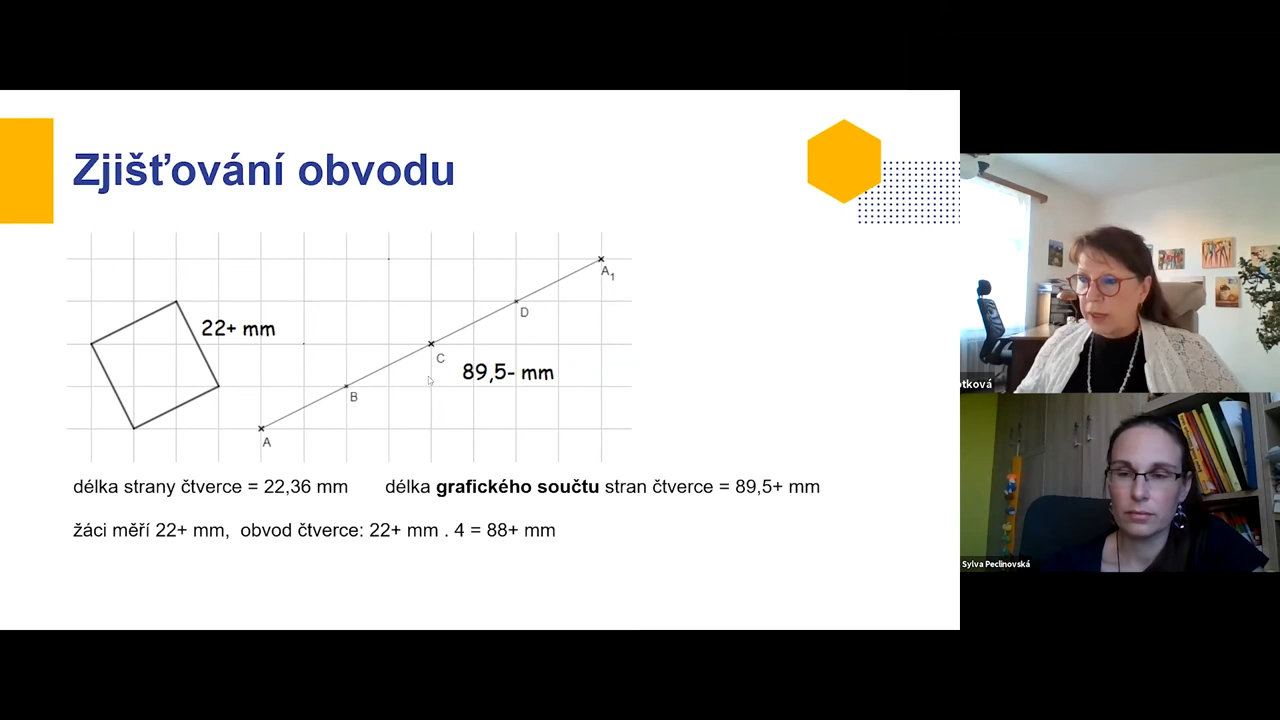 Zjišťování obvodu
A1
D
22+ mm
C
89,5- mm
B
A
délka strany čtverce = 22,36 mm délka grafického součtu stran čtverce = 89,5+ mm
žáci měří 22+ mm, obvod čtverce: 22+ mm . 4 = 88+ mm
otková
Sylva Peclinovská